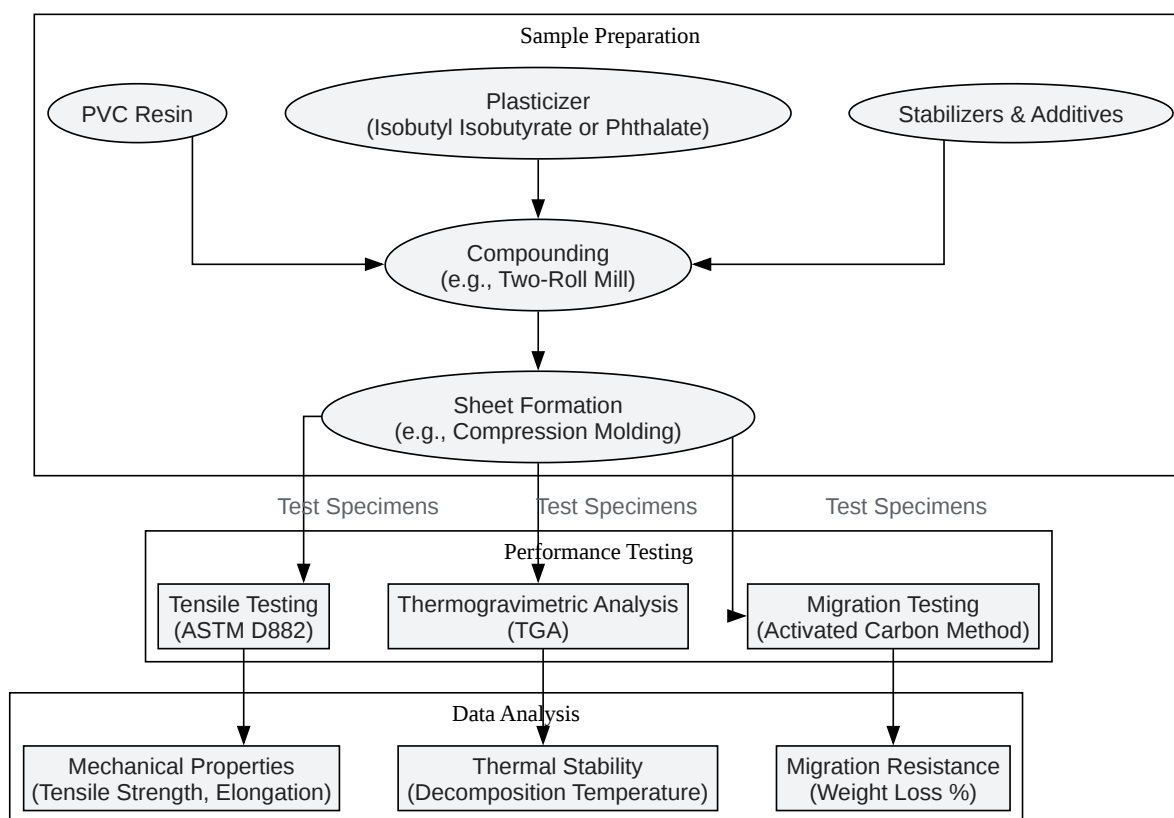 Sample Preparation
PVC Resin
Plasticizer
(Isobutyl Isobutyrate or Phthalate)
Stabilizers & Additives
Compounding
(e.g., Two-Roll Mill)
Sheet Formation
(e.g., Compression Molding)
Test Specimens
Test Specimens
Test Specimens
Performance Testing
Tensile Testing
(ASTM D882)
Thermogravimetric Analysis
(TGA)
Migration Testing
(Activated Carbon Method)
Data Analysis
Mechanical Properties
(Tensile Strength, Elongation)
Thermal Stability
(Decomposition Temperature)
Migration Resistance
(Weight Loss %)